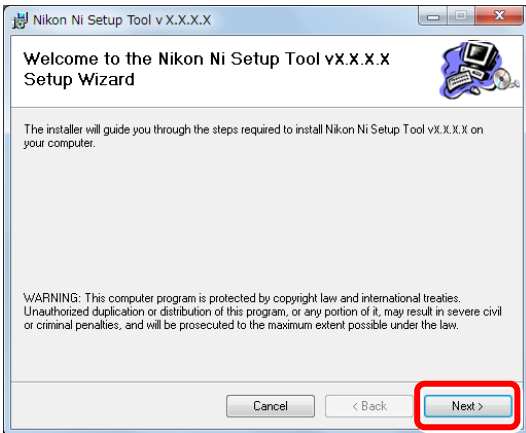 Nikon Ni Setup Tool v X.X.X.X
Welcome to the Nikon Ni Setup Tool vX.X.X.X
Setup Wizard
The installer will guide you through the steps required to install Nikon Ni Setup Tool vX.X.X.X on
your computer.
WARNING: This computer program is protected by copyright law and international treaties.
Unauthorized duplication or distribution of this program, or any portion of it, may result in severe civil
or criminal penalties, and will be prosecuted to the maximum extent possible under the law.
Cancel < Back Next >